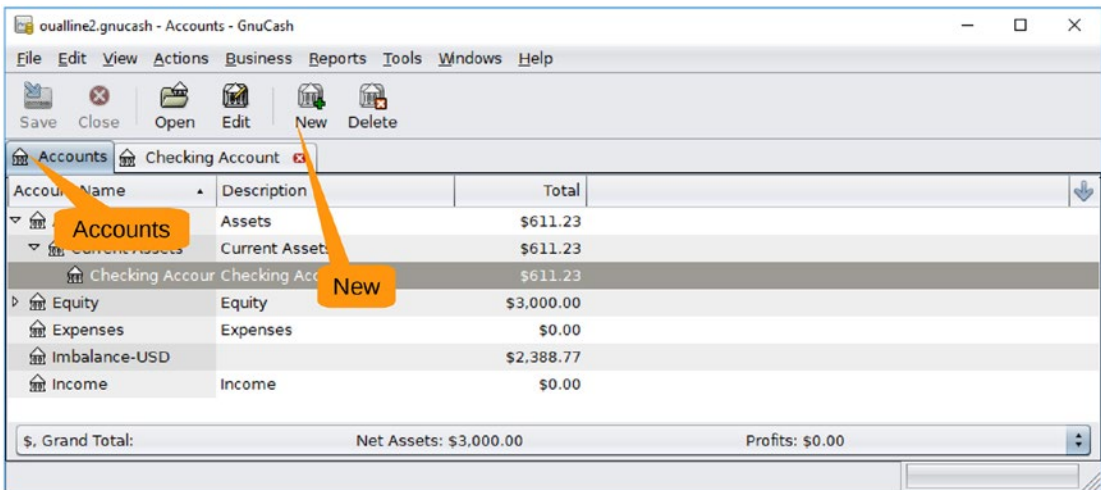 oualline2.gnucash - Accounts - GnuCash
File Edit View Actions Business Reports Tools Windows Help
Save Close Open Edit New Delete
Accounts Checking Account
Name Description Total
Assets $611.23
Accounts
Current Assets Current Assets $611.23
Checking Accour Checking $611.23
New
Equity Equity $3,000.00
Expenses Expenses $0.00
Imbalance-USD $2,388.77
Income Income $0.00
$, Grand Total: Net Assets: $3,000.00 Profits: $0.00